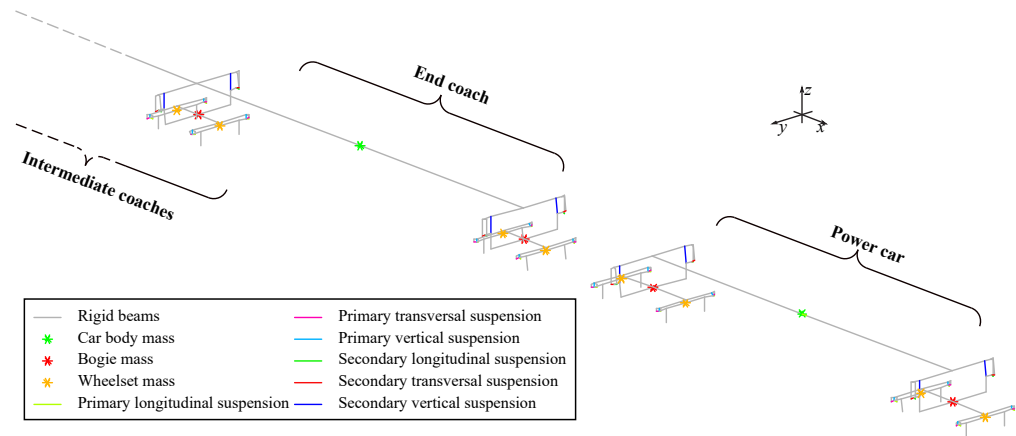 End coach
z
y
x
Intermediate coaches
Power car
Rigid beams
Car body mass
Bogie mass
Wheelset mass
Primary longitudinal suspension
Primary transversal suspension
Primary vertical suspension
Secondary longitudinal suspension
Secondary transversal suspension
Secondary vertical suspension